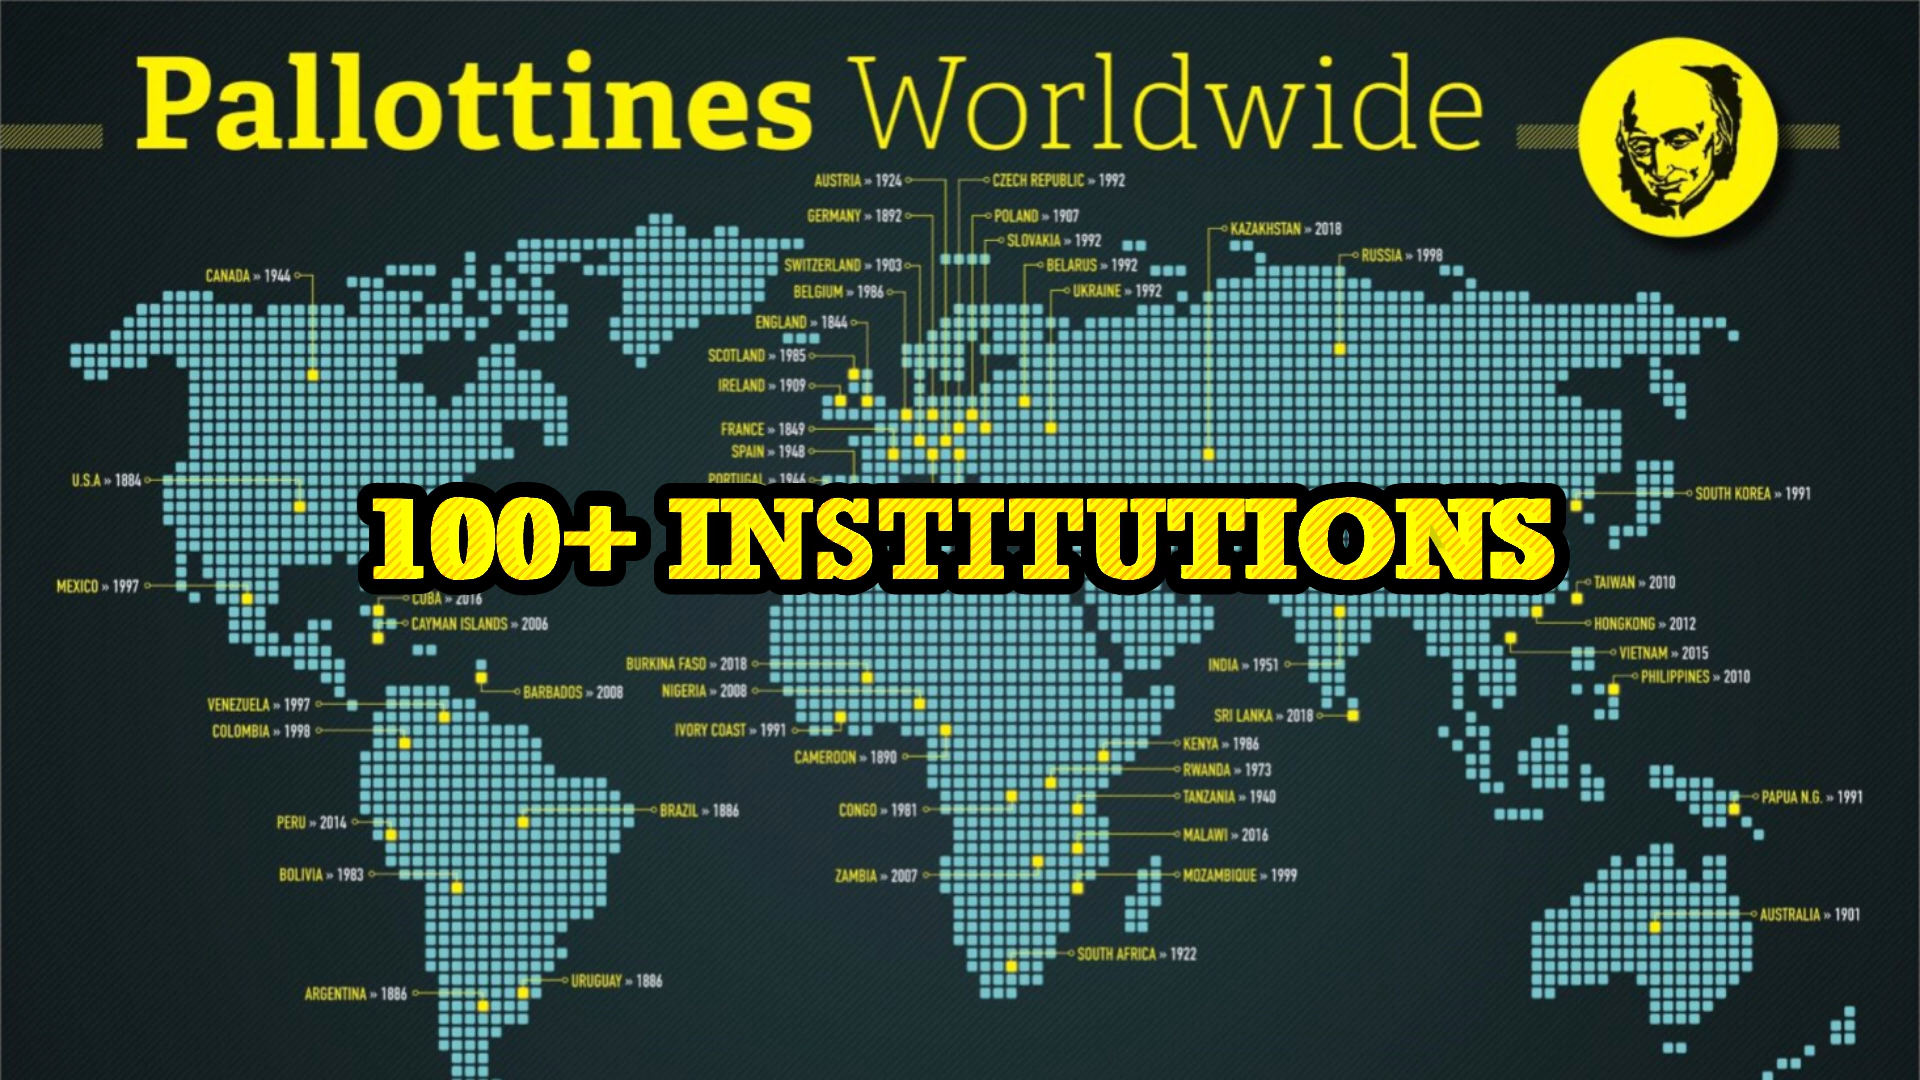 Pallottines Worldwide
AUSTRIA » 1924
CZECH REPUBLIC » 1992
GERMANY » 1892
POLAND » 1907
KAZAKHSTAN » 2018
SLOVAKIA » 1992
RUSSIA » 1998
SWITZERLAND » 1903
BELARUS » 1992
CANADA » 1944
BELGIUM » 1986
UKRAINE » 1992
ENGLAND » 1844
SCOTLAND » 1985
IRELAND » 1909
FRANCE » 1849
SPAIN » 1948
PORTUGAL » 1946
U.S.A » 1884
SOUTH KOREA » 1991
100+ INSTITUTIONS
MEXICO » 1997
TAIWAN » 2010
CUBA » 2016
CAYMAN ISLANDS » 2006
HONGKONG » 2012
VIETNAM » 2015
BURKINA FASO » 2018
INDIA » 1951
PHILIPPINES » 2010
BARBADOS » 2008
NIGERIA » 2008
VENEZUELA » 1997
SRI LANKA » 2018
COLOMBIA » 1998
IVORY COAST » 1991
KENYA » 1986
CAMEROON » 1890
RWANDA » 1973
TANZANIA » 1940
PAPUA N.G. » 1991
BRAZIL » 1886
CONGO » 1981
PERU » 2014
MALAWI » 2016
BOLIVIA » 1983
ZAMBIA » 2007
MOZAMBIQUE » 1999
AUSTRALIA » 1901
SOUTH AFRICA » 1922
URUGUAY » 1886
ARGENTINA » 1886